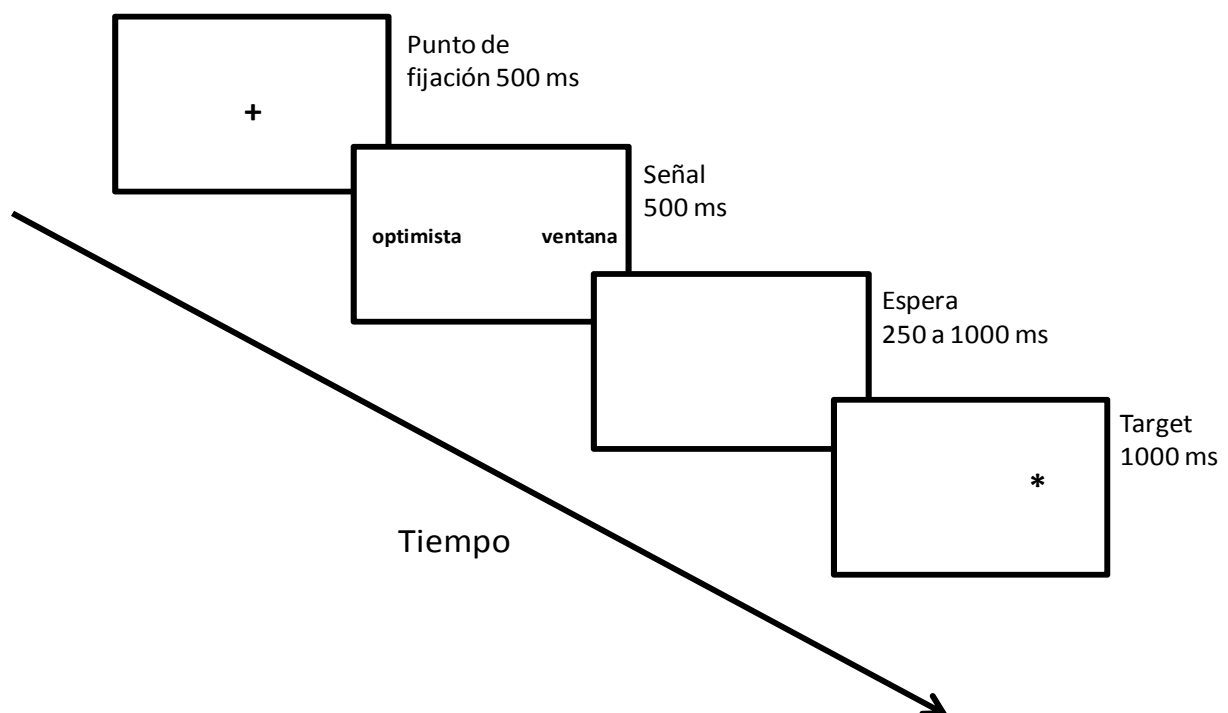 Punto de
fijación 500 ms
+
Señal
500 ms
optimista ventana
Espera
250 a 1000 ms
Target
1000 ms
*
Tiempo